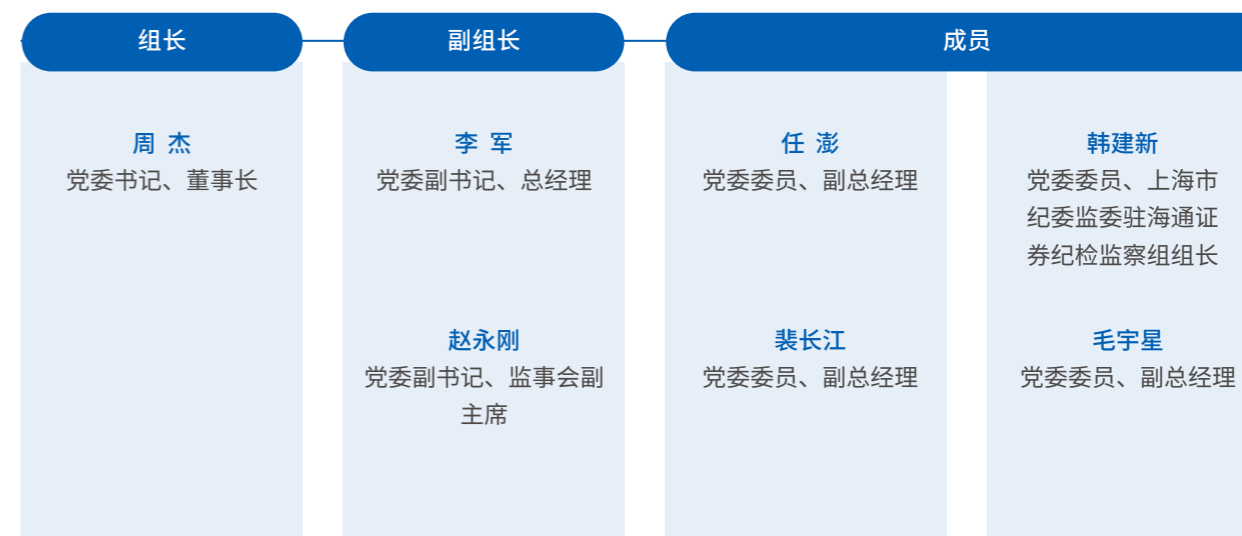 组长
副组长
成员
周 杰
党委书记、董事长
李 军
党委副书记、总经理
任 澎
党委委员、副总经理
韩建新
党委委员、上海市
纪委监委驻海通证
券纪检监察组组长
赵永刚
党委副书记、监事会副
主席
裴长江
党委委员、副总经理
毛宇星
党委委员、副总经理